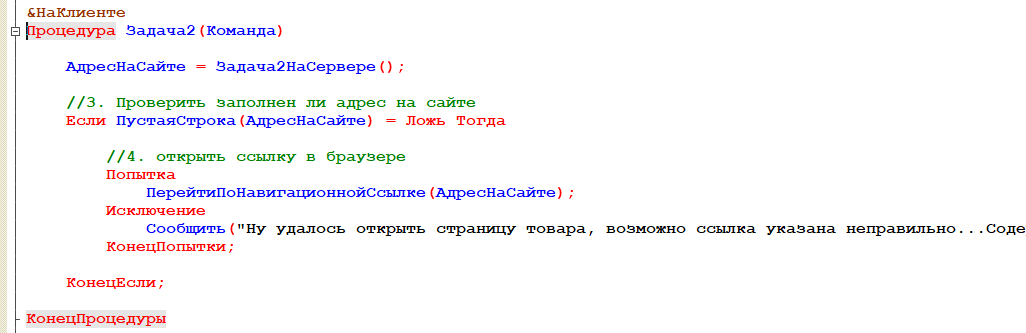 &НаКлиенте
Процедура Задача2(Команда)
АдресНаСайте = Задача2НаСервере();
//3. Проверить заполнен ли адрес на сайте
Если ПустаяСтрока(АдресНаСайте) = Ложь Тогда
//4. открыть ссылку в браузере
Попытка
ПерейтиПоНавигационнойСсылке(АдресНаСайте);
Исключение
Сообщить("Ну удалось открыть страницу товара, возможно ссылка указана неправильно...Соде
КонецПопытки;
КонецЕсли;
КонецПроцедуры